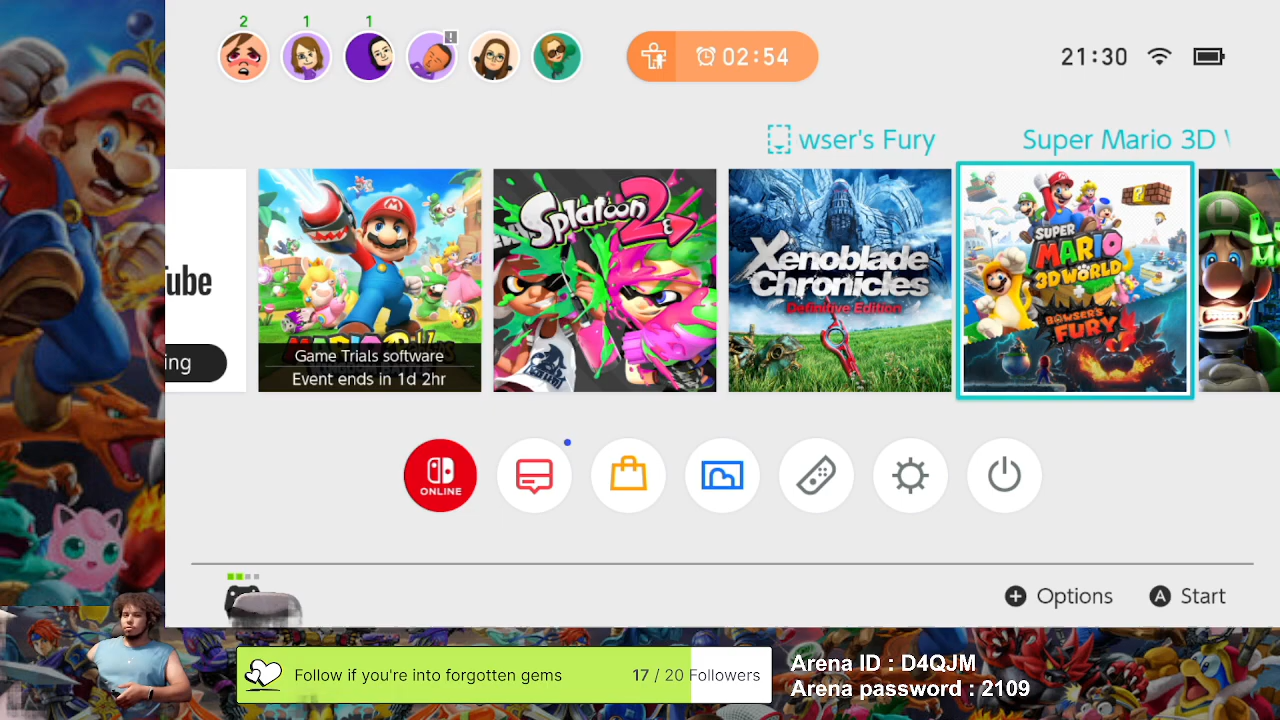 2
1
1
!
02:54
21:30
wser's Fury
Super Mario 3D
ube
ing
Game Trials software
Event ends in 1d 2hr
Splatoon 2
Xenoblade
Chronicles
Definitive Edition
SUPER
MARIO
3D WORLD
+
BOWSER'S
FURY
L
ONLINE
+ Options
A Start
Follow if you're into forgotten gems
17 / 20 Followers
Arena ID : D4QJM
Arena password : 2109